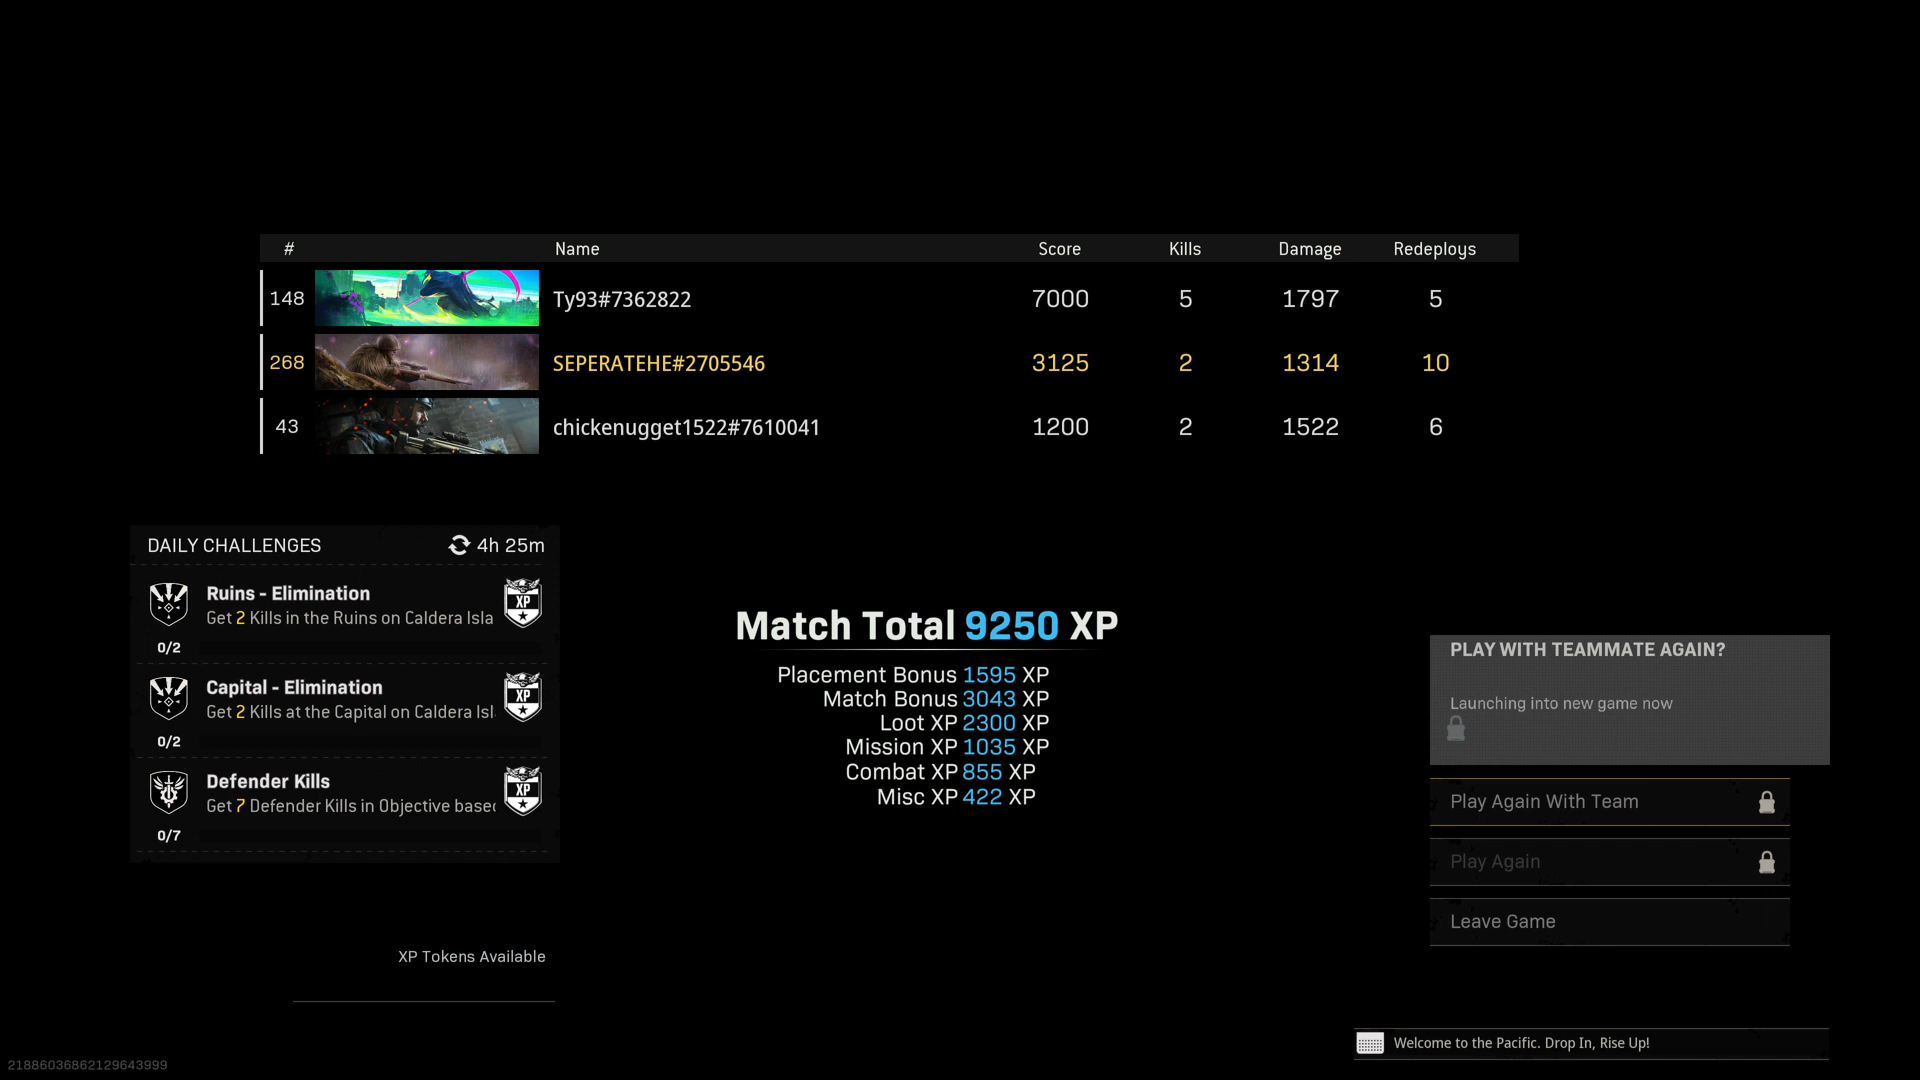 # Name Score Kills Damage Redeploys
148 Ty93#7362822 7000 5 1797 5
268 SEPERATEHE#2705546 3125 2 1314 10
43 chickenugget1522#7610041 1200 2 1522 6
DAILY CHALLENGES 4h 25m
Ruins - Elimination
Get 2 Kills in the Ruins on Caldera Isla
XP
0/2
Capital - Elimination
Get 2 Kills at the Capital on Caldera Isl
XP
0/2
Defender Kills
Get 7 Defender Kills in Objective based
XP
0/7
XP Tokens Available
Match Total 9250 XP
Placement Bonus 1595 XP
Match Bonus 3043 XP
Loot XP 2300 XP
Mission XP 1035 XP
Combat XP 855 XP
Misc XP 422 XP
PLAY WITH TEAMMATE AGAIN?
Launching into new game now
Play Again With Team
Play Again
Leave Game
Welcome to the Pacific. Drop In, Rise Up!
21886036862129643999